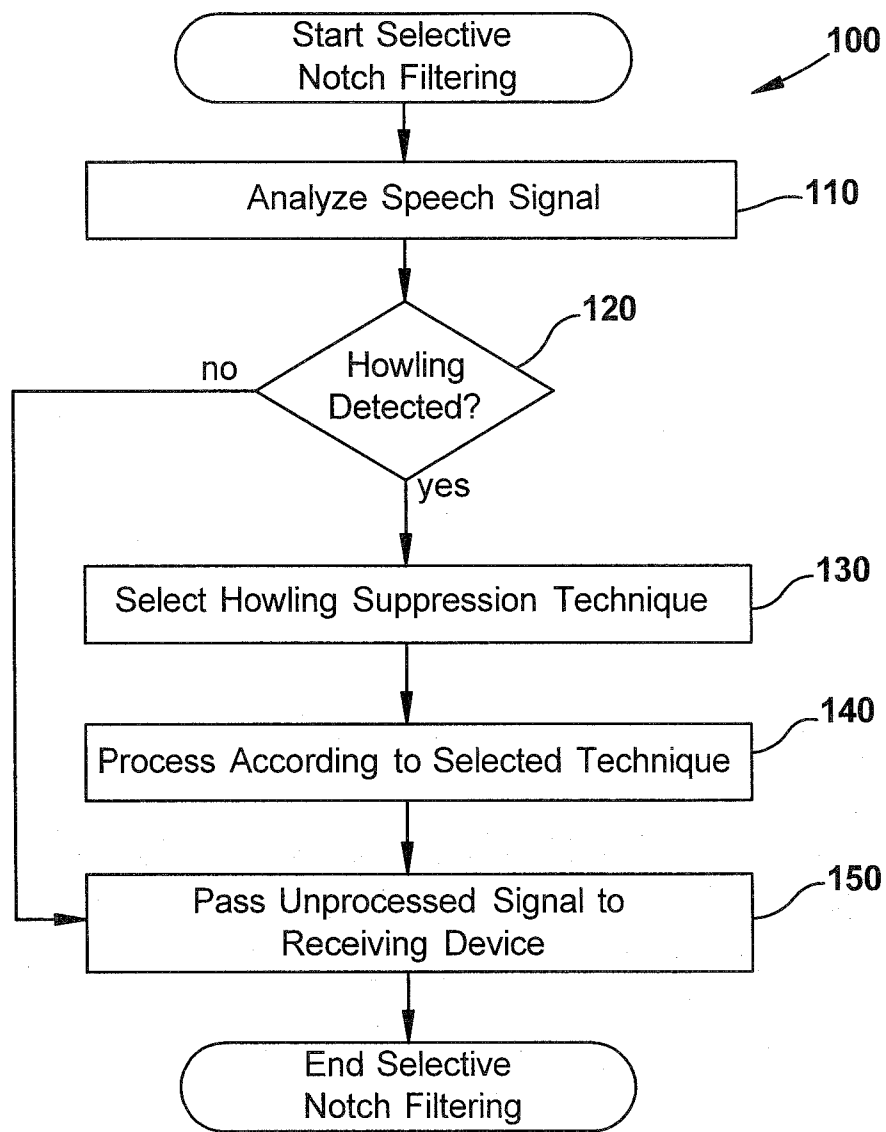 Start Selective
Notch Filtering
100
Analyze Speech Signal
110
120
Howling
Detected?
no
yes
Select Howling Suppression Technique
130
140
Process According to Selected Technique
150
Pass Unprocessed Signal to
Receiving Device
End Selective
Notch Filtering